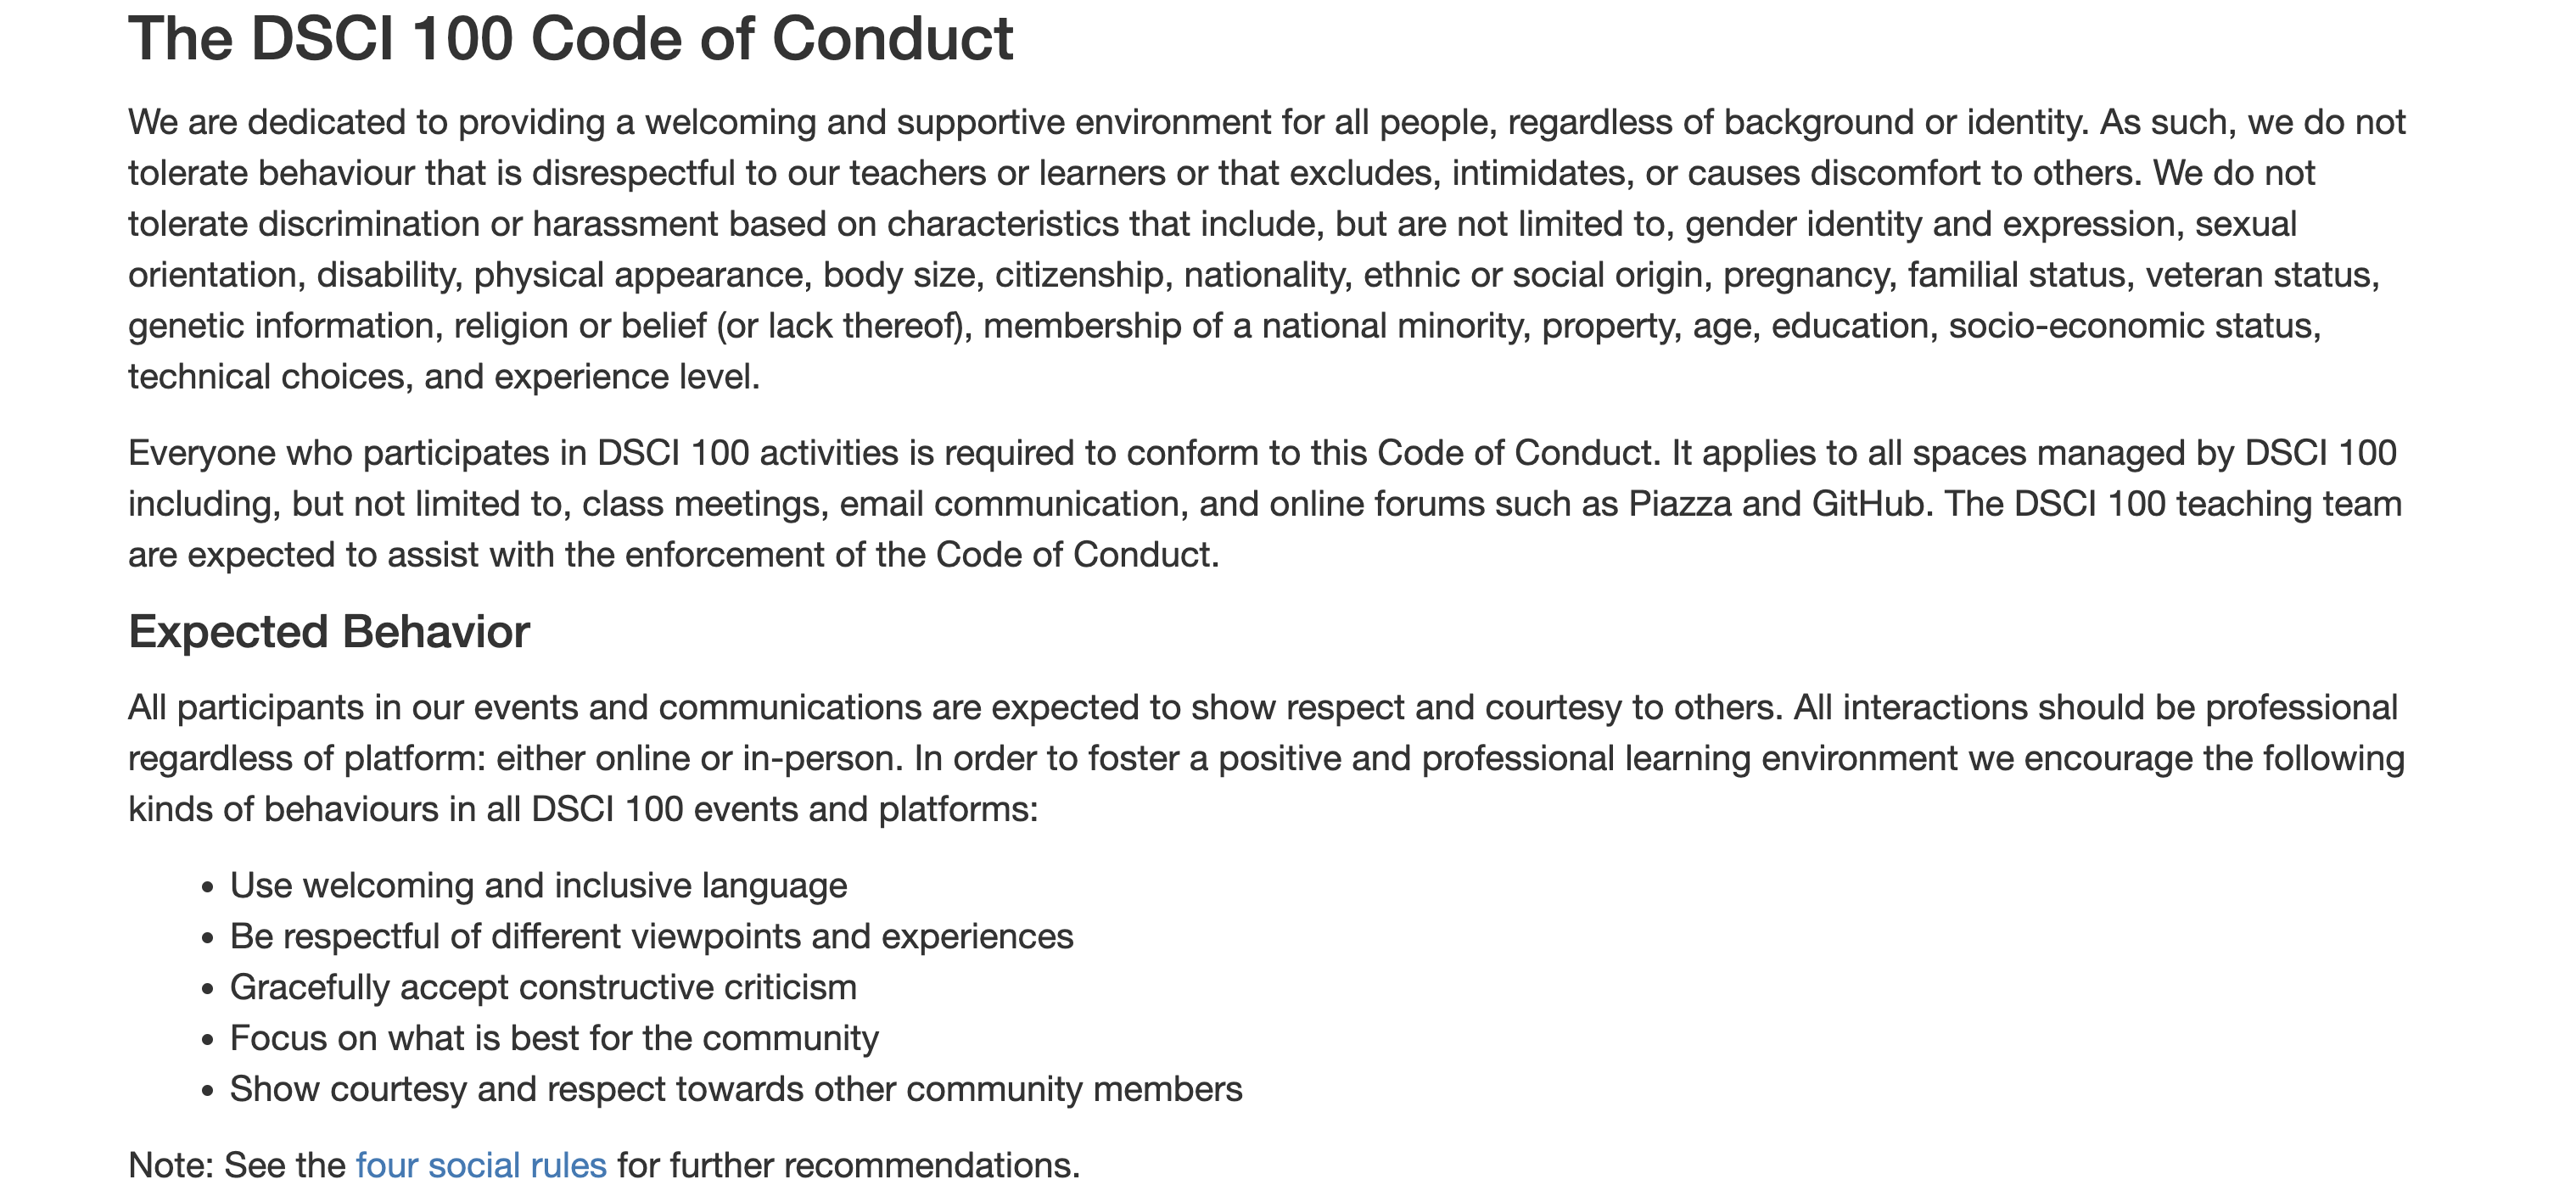 The DSCI 100 Code of Conduct
We are dedicated to providing a welcoming and supportive environment for all people, regardless of background or identity. As such, we do not
tolerate behaviour that is disrespectful to our teachers or learners or that excludes, intimidates, or causes discomfort to others. We do not
tolerate discrimination or harassment based on characteristics that include, but are not limited to, gender identity and expression, sexual
orientation, disability, physical appearance, body size, citizenship, nationality, ethnic or social origin, pregnancy, familial status, veteran status,
genetic information, religion or belief (or lack thereof), membership of a national minority, property, age, education, socio-economic status,
technical choices, and experience level.
Everyone who participates in DSCI 100 activities is required to conform to this Code of Conduct. It applies to all spaces managed by DSCI 100
including, but not limited to, class meetings, email communication, and online forums such as Piazza and GitHub. The DSCI 100 teaching team
are expected to assist with the enforcement of the Code of Conduct.
Expected Behavior
All participants in our events and communications are expected to show respect and courtesy to others. All interactions should be professional
regardless of platform: either online or in-person. In order to foster a positive and professional learning environment we encourage the following
kinds of behaviours in all DSCI 100 events and platforms:
• Use welcoming and inclusive language
• Be respectful of different viewpoints and experiences
• Gracefully accept constructive criticism
• Focus on what is best for the community
• Show courtesy and respect towards other community members
Note: See the four social rules for further recommendations.